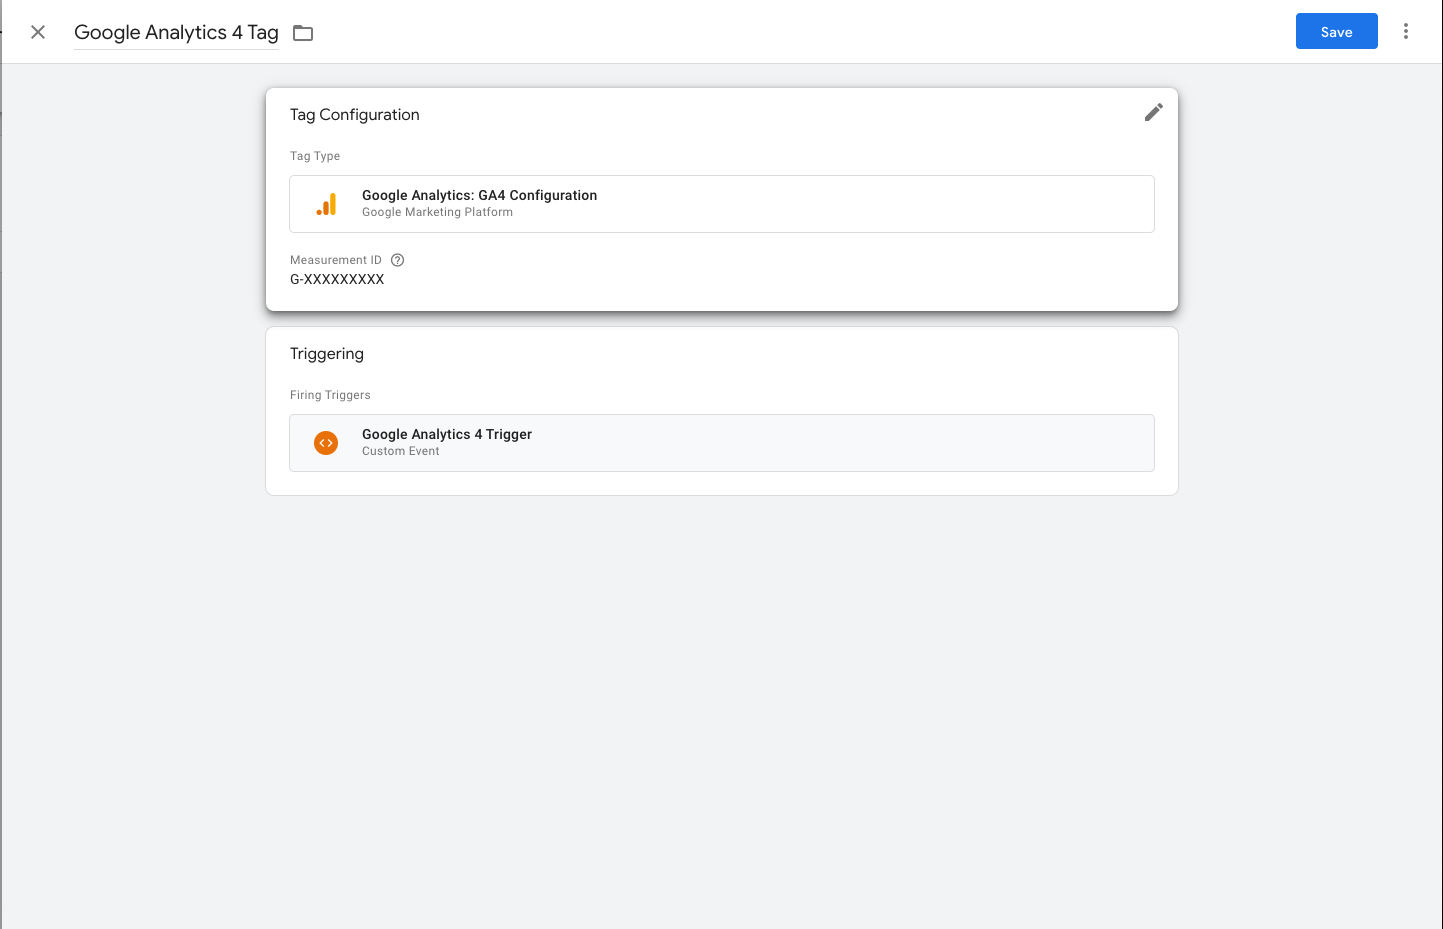 Google Analytics 4 Tag
Save
Tag Configuration
Tag Type
Google Analytics: GA4 Configuration
Google Marketing Platform
Measurement ID
G-XXXXXXXXX
Triggering
Firing Triggers
Google Analytics 4 Trigger
Custom Event